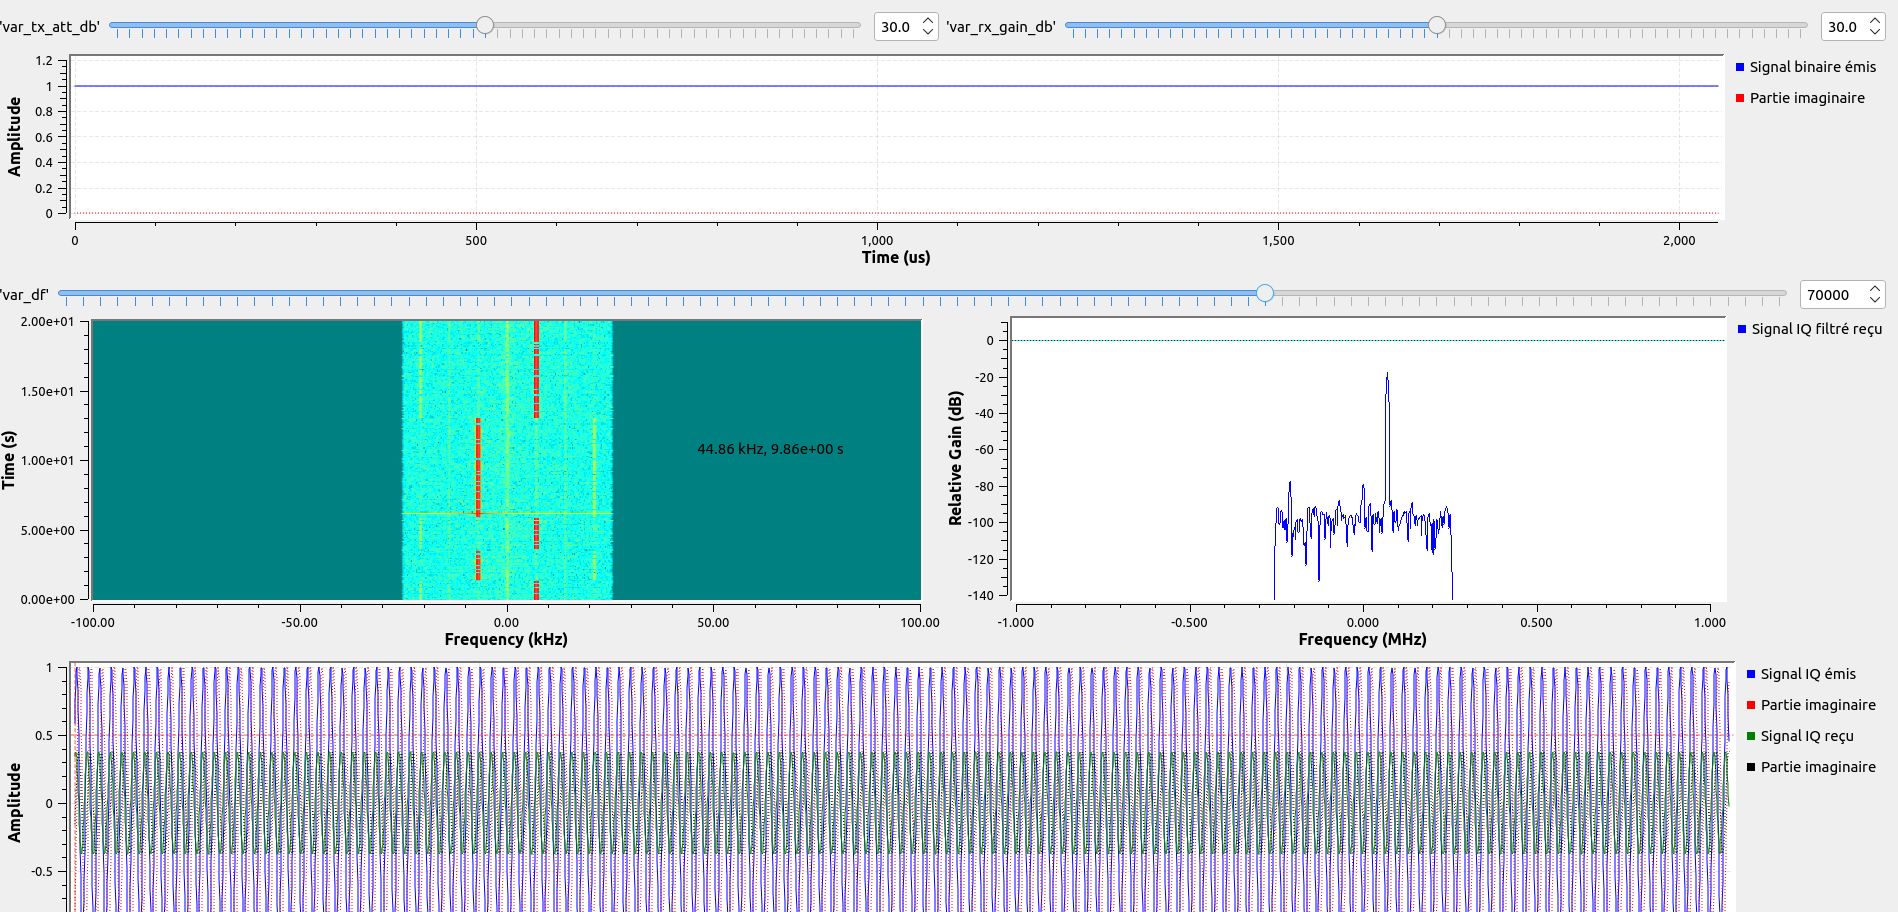 'var_tx_att_db' 30.0 'var_rx_gain_db' 30.0
1.2
1
0.8
0.6
0.4
0.2
0
Amplitude
0 500 1,000 1,500 2,000
Time (us)
Signal binaire émis
Partie imaginaire
'var_df' 70000
2.00e+01
1.50e+01
1.00e+01
5.00e+00
0.00e+00
Time (s)
44.86 kHz, 9.86e+00 s
-100.00 -50.00 0.00 50.00 100.00
Frequency (kHz)
0
-20
-40
-60
-80
-100
-120
-140
Relative Gain (dB)
-1.000 -0.500 0.000 0.500 1.000
Frequency (MHz)
Signal IQ filtré reçu
1
0.5
0
-0.5
Amplitude
Signal IQ émis
Partie imaginaire
Signal IQ reçu
Partie imaginaire